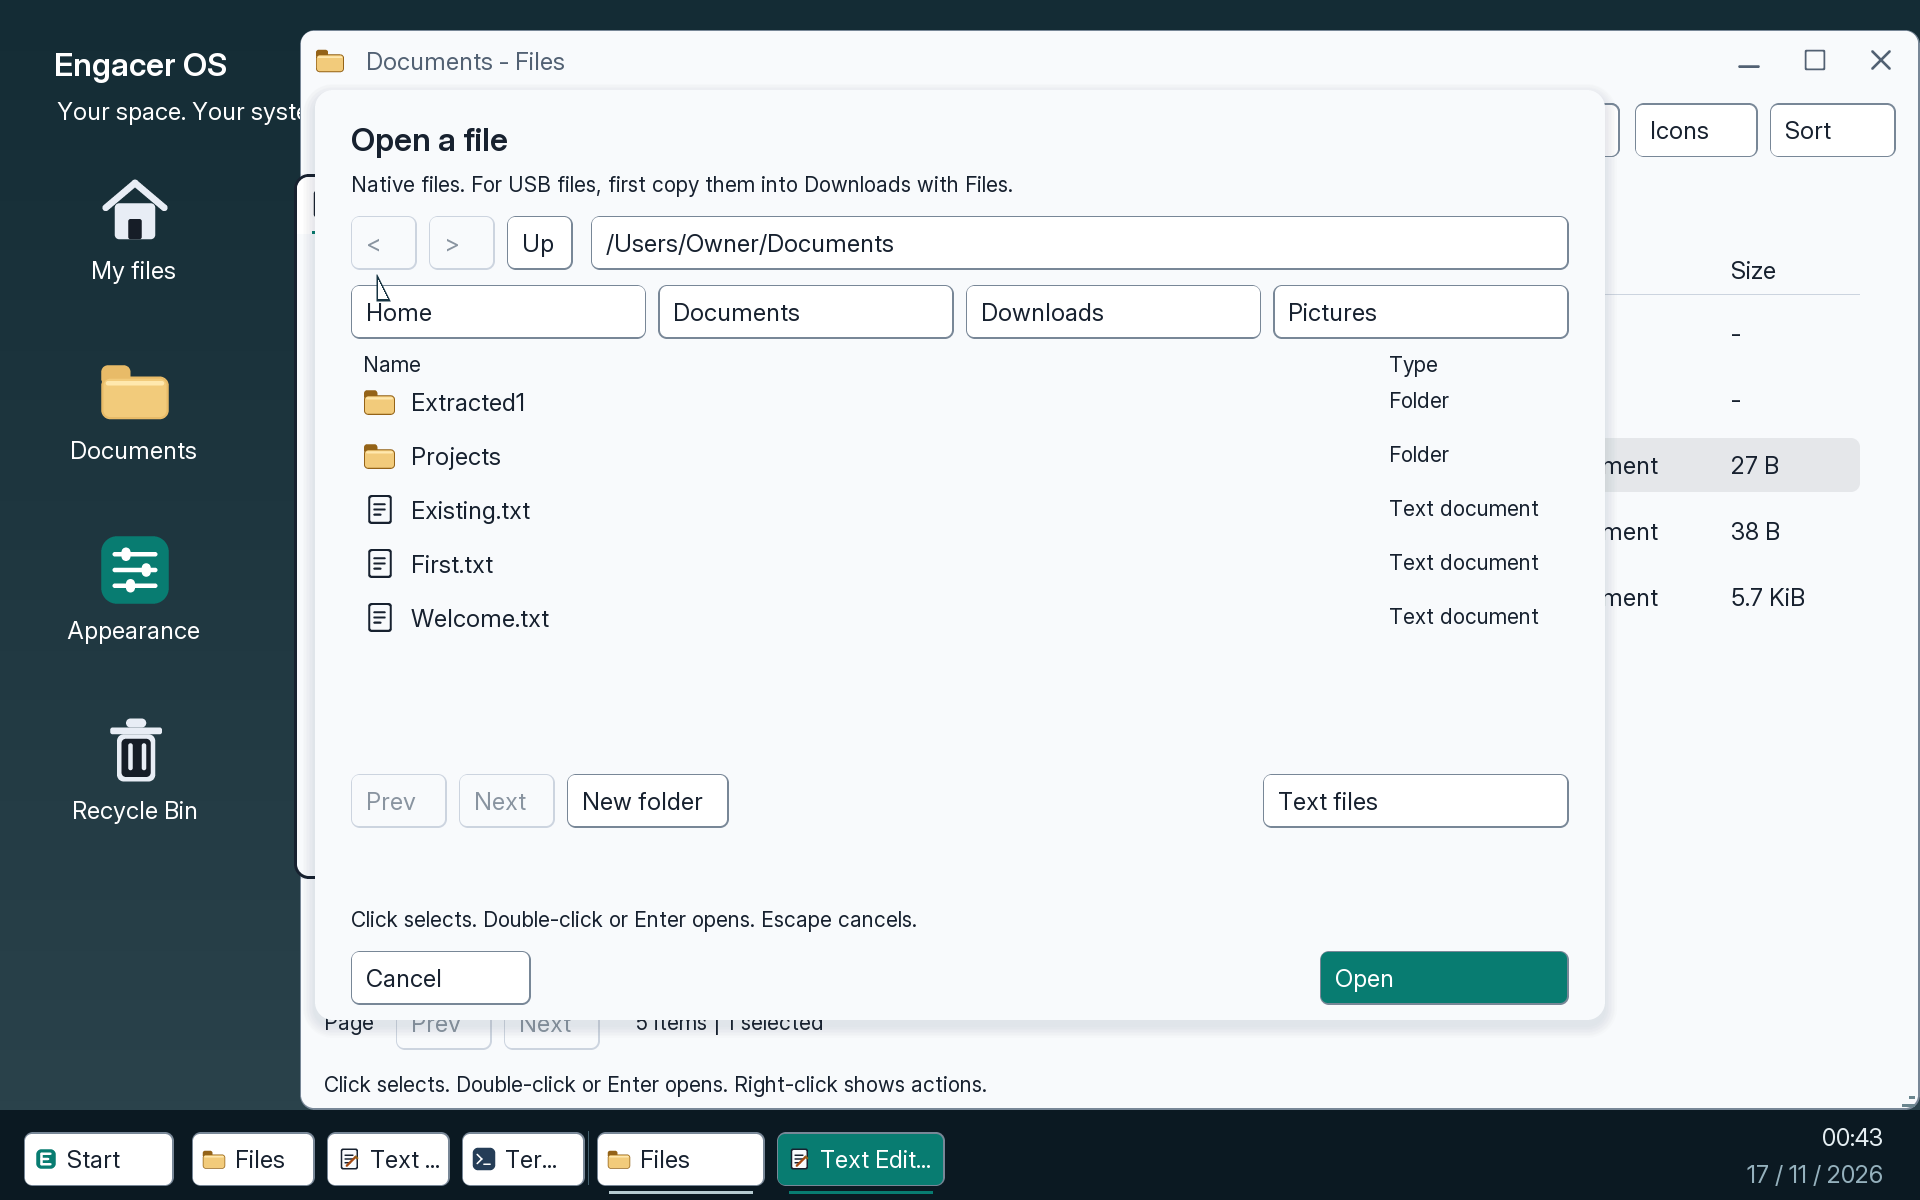 Engacer OS
Your space. Your syste
My files
Documents
Appearance
Recycle Bin
Documents - Files
Icons
Sort
Size
-
-
ment 27 B
ment 38 B
ment 5.7 KiB
Open a file
Native files. For USB files, first copy them into Downloads with Files.
< > Up /Users/Owner/Documents
Home Documents Downloads Pictures
Name Type
Extracted1 Folder
Projects Folder
Existing.txt Text document
First.txt Text document
Welcome.txt Text document
Prev Next New folder Text files
Click selects. Double-click or Enter opens. Escape cancels.
Cancel Open
Page Prev Next 5 items | 1 selected
Click selects. Double-click or Enter opens. Right-click shows actions.
Start Files Text ... Ter... Files Text Edit...
00:43
17 / 11 / 2026